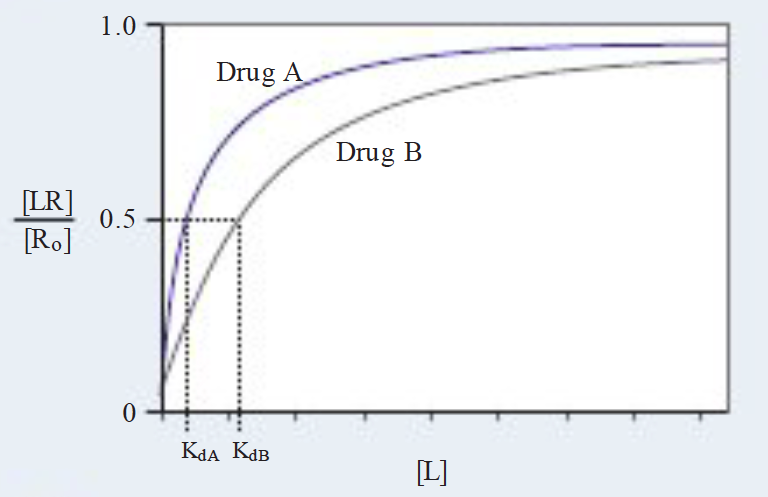 1.0
Drug A
Drug B
[LR]
[Ro]
0.5
0
KdA KdB
[L]